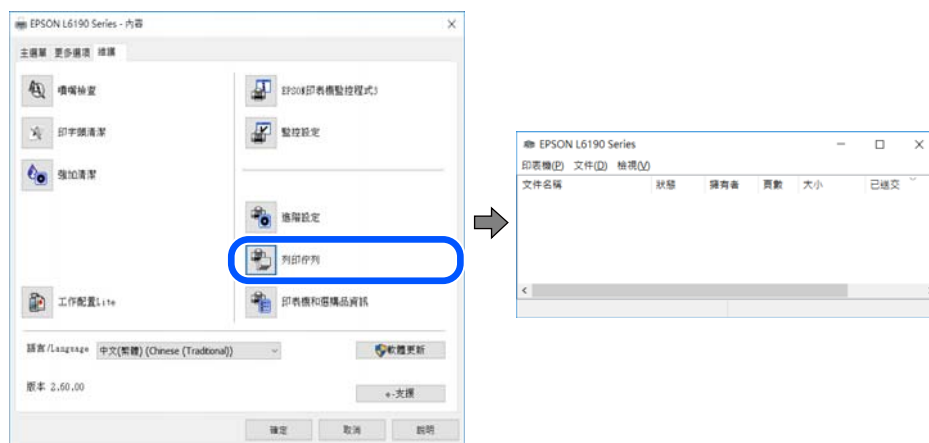 EPSON L6190 Series - 內容
主選單 更多選項 維護
噴嘴檢查
EPSON印表機監控程式3
印字頭清潔
監控設定
強力清潔
進階設定
列印佇列
工作配置Lite
印表機和選購品資訊
語言/Language 中文(繁體) (Chinese (Traditional))
軟體更新
版本 2.60.00
e-支援
確定 取消 說明
EPSON L6190 Series
印表機(P) 文件(D) 檢視(V)
文件名稱 狀態 擁有者 頁數 大小 已送交